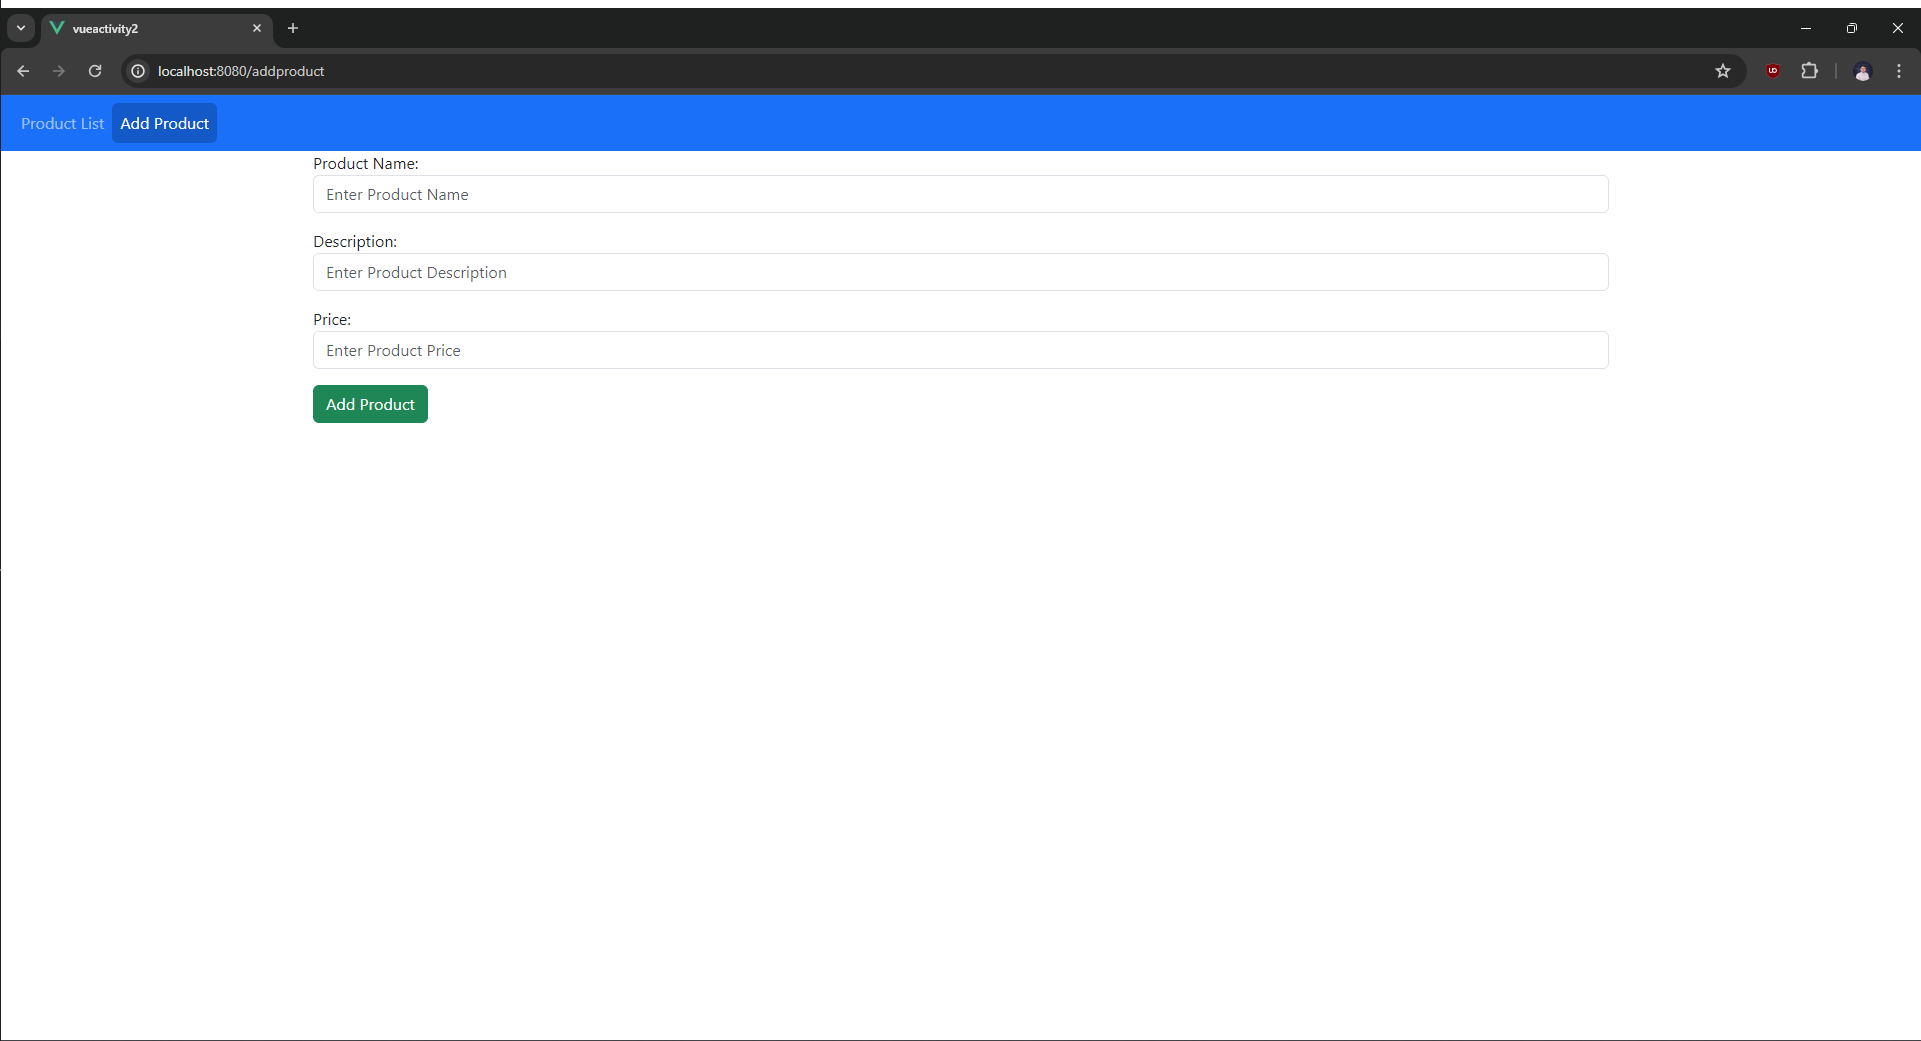 vueactivity2
localhost:8080/addproduct
Product List Add Product
Product Name:
Enter Product Name
Description:
Enter Product Description
Price:
Enter Product Price
Add Product